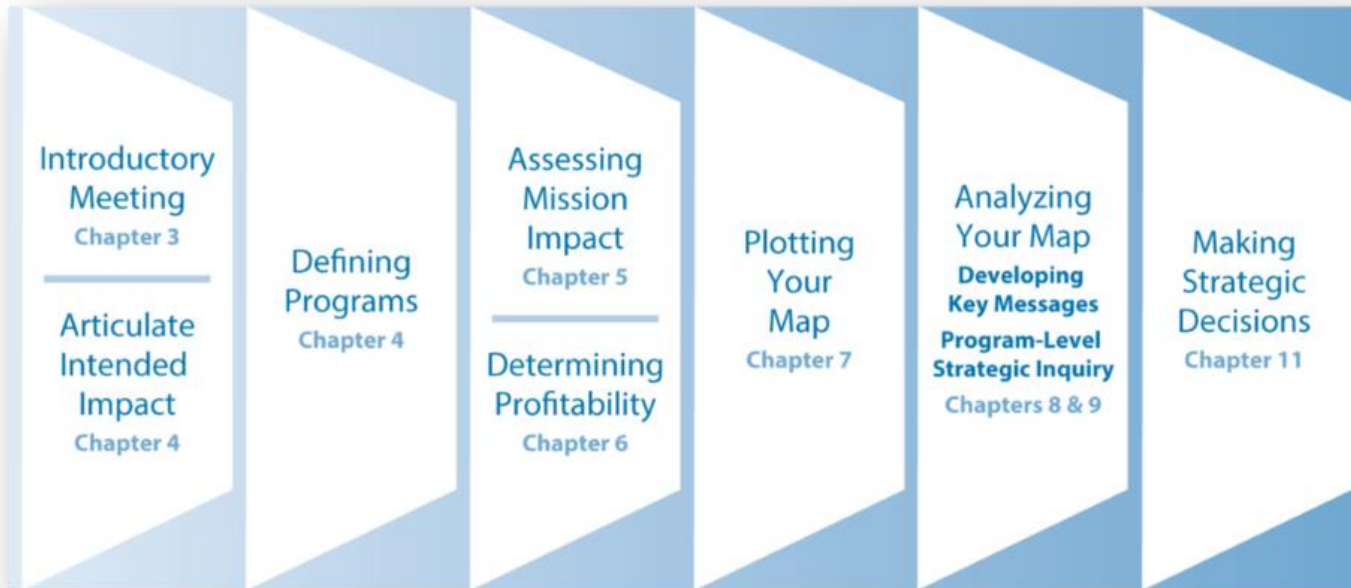 Introductory
Meeting
Chapter 3
Articulate
Intended
Impact
Chapter 4
Defining
Programs
Chapter 4
Assessing
Mission
Impact
Chapter 5
Determining
Profitability
Chapter 6
Plotting
Your
Map
Chapter 7
Analyzing
Your Map
Developing
Key Messages
Program-Level
Strategic Inquiry
Chapters 8 & 9
Making
Strategic
Decisions
Chapter 11